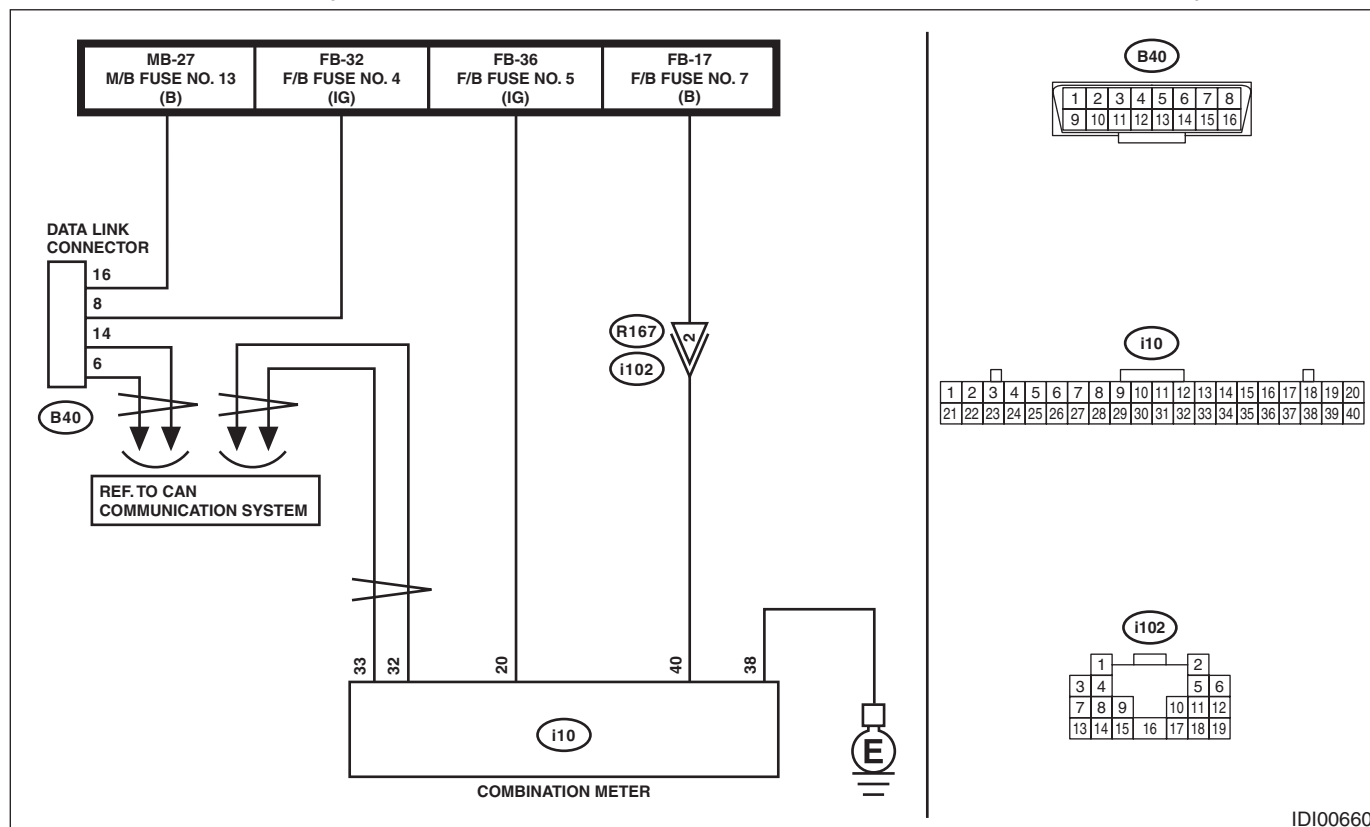 MB-27
M/B FUSE NO. 13
(B)
FB-32
F/B FUSE NO. 4
(IG)
FB-36
F/B FUSE NO. 5
(IG)
FB-17
F/B FUSE NO. 7
(B)
DATA LINK
CONNECTOR
16
8
14
6
B40
REF. TO CAN
COMMUNICATION SYSTEM
R167
2
i102
33
32
20
40
38
i10
E
COMBINATION METER
B40
1 2 3 4 5 6 7 8
9 10 11 12 13 14 15 16
i10
1 2 3 4 5 6 7 8 9 10 11 12 13 14 15 16 17 18 19 20
21 22 23 24 25 26 27 28 29 30 31 32 33 34 35 36 37 38 39 40
i102
1 2
3 4 5 6
7 8 9 10 11 12
13 14 15 16 17 18 19
IDI00660